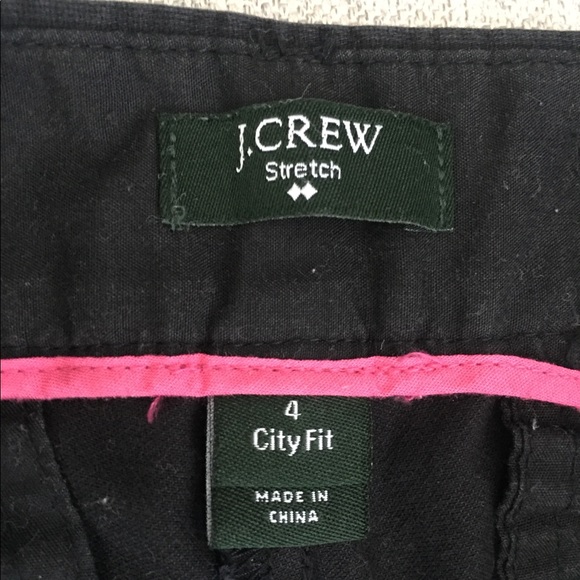 J.CREW
Stretch
4
City Fit
MADE IN
CHINA